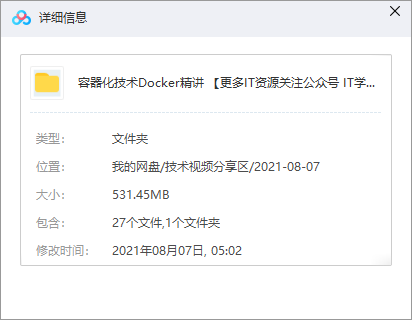 详细信息
容器化技术Docker精讲 【更多IT资源关注公众号 IT学...
类型： 文件夹
位置： 我的网盘/技术视频分享区/2021-08-07
大小： 531.45MB
包含： 27个文件,1个文件夹
修改时间： 2021年08月07日, 05:02